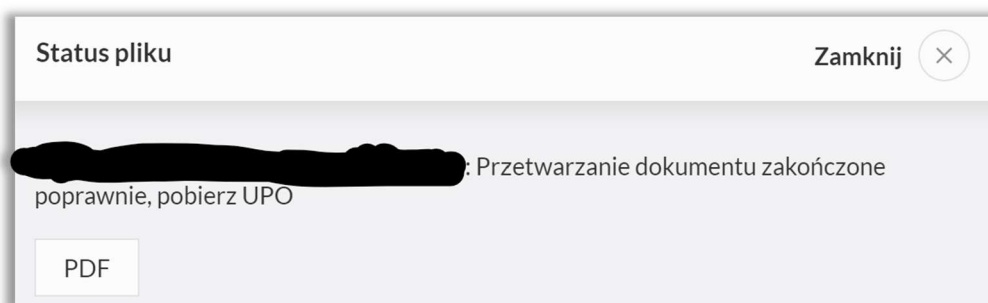 Status pliku
Zamknij
: Przetwarzanie dokumentu zakończone
poprawnie, pobierz UPO
PDF